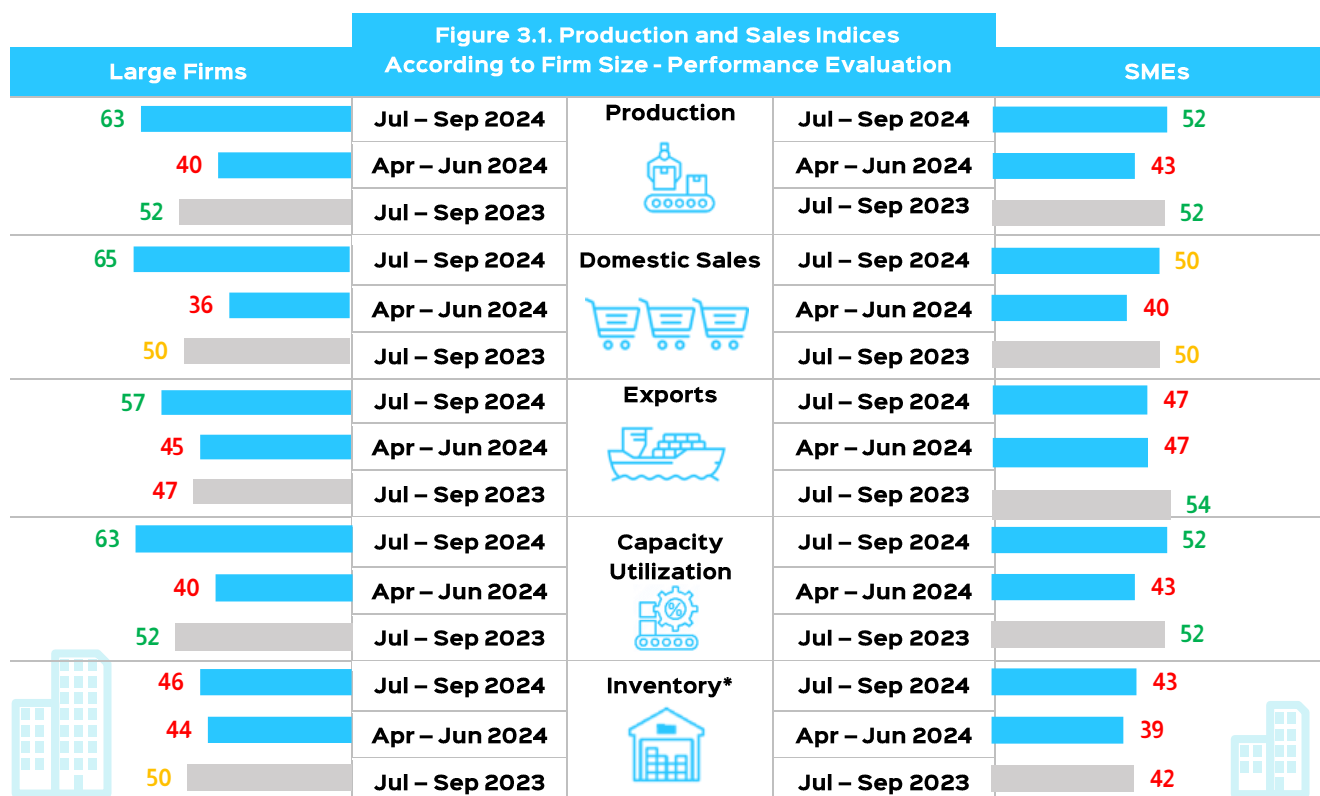 Figure 3.1. Production and Sales Indices
According to Firm Size - Performance Evaluation
Large Firms
SMEs
Production
63 Jul – Sep 2024 Jul – Sep 2024 52
40 Apr – Jun 2024 Apr – Jun 2024 43
52 Jul – Sep 2023 Jul – Sep 2023 52
Domestic Sales
65 Jul – Sep 2024 Jul – Sep 2024 50
36 Apr – Jun 2024 Apr – Jun 2024 40
50 Jul – Sep 2023 Jul – Sep 2023 50
Exports
57 Jul – Sep 2024 Jul – Sep 2024 47
45 Apr – Jun 2024 Apr – Jun 2024 47
47 Jul – Sep 2023 Jul – Sep 2023 54
Capacity
Utilization
%
63 Jul – Sep 2024 Jul – Sep 2024 52
40 Apr – Jun 2024 Apr – Jun 2024 43
52 Jul – Sep 2023 Jul – Sep 2023 52
Inventory*
46 Jul – Sep 2024 Jul – Sep 2024 43
44 Apr – Jun 2024 Apr – Jun 2024 39
50 Jul – Sep 2023 Jul – Sep 2023 42